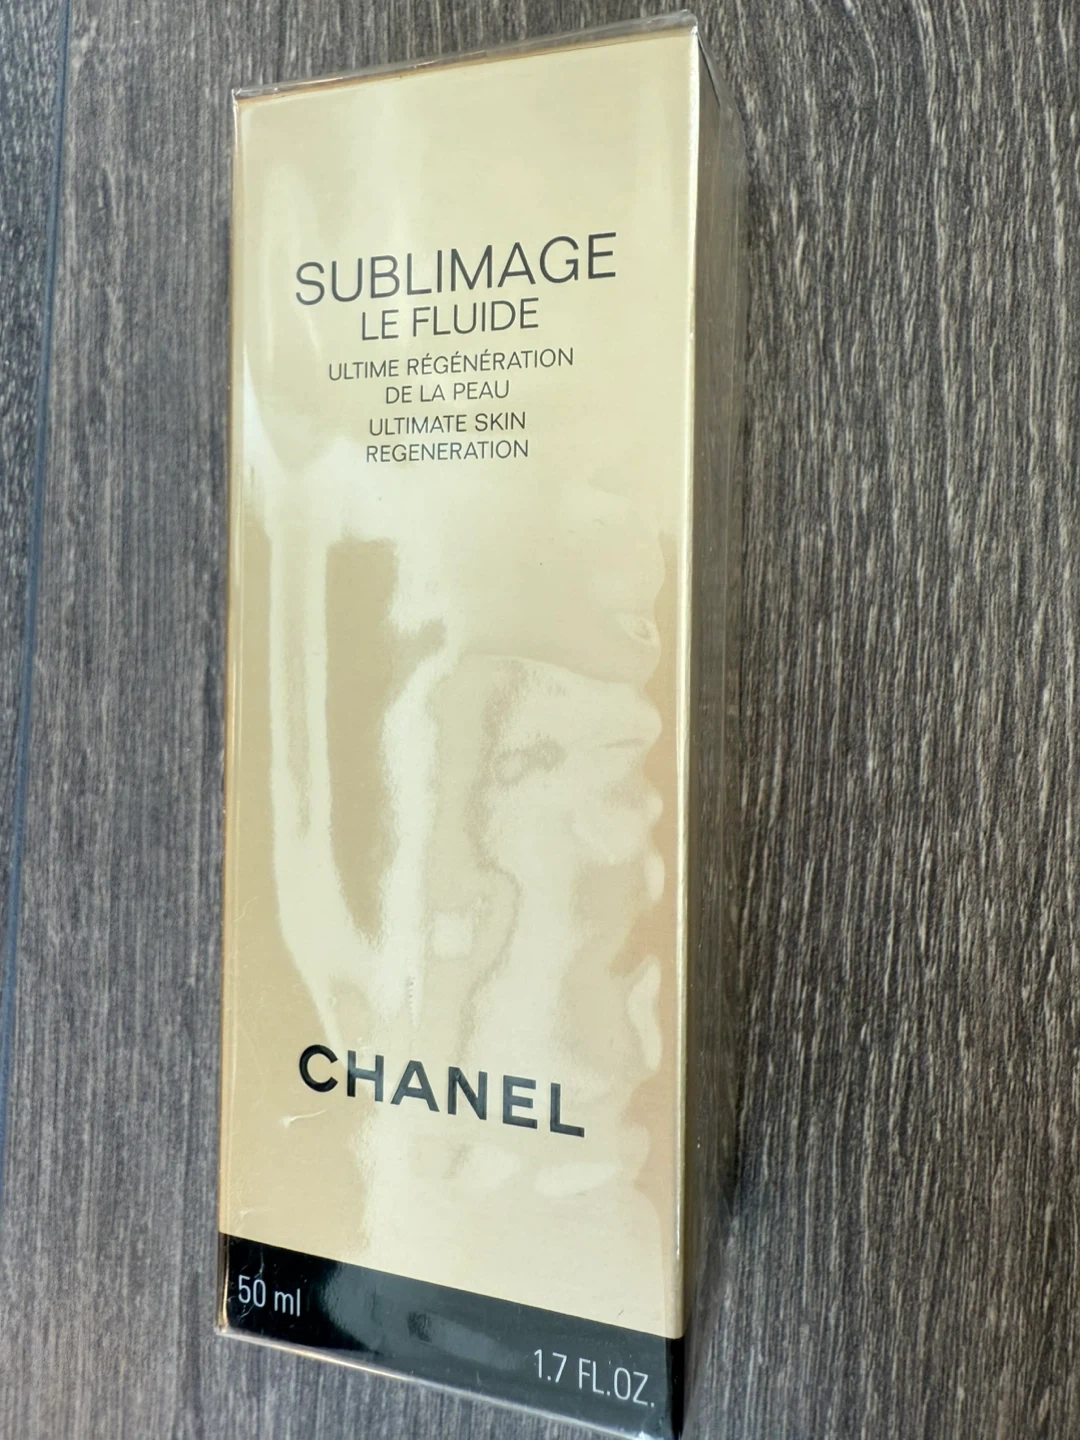 SUBLIMAGE
LE FLUIDE
ULTIME RÉGÉNÉRATION
DE LA PEAU
ULTIMATE SKIN
REGENERATION
CHANEL
50 ml
1.7 FL.OZ.